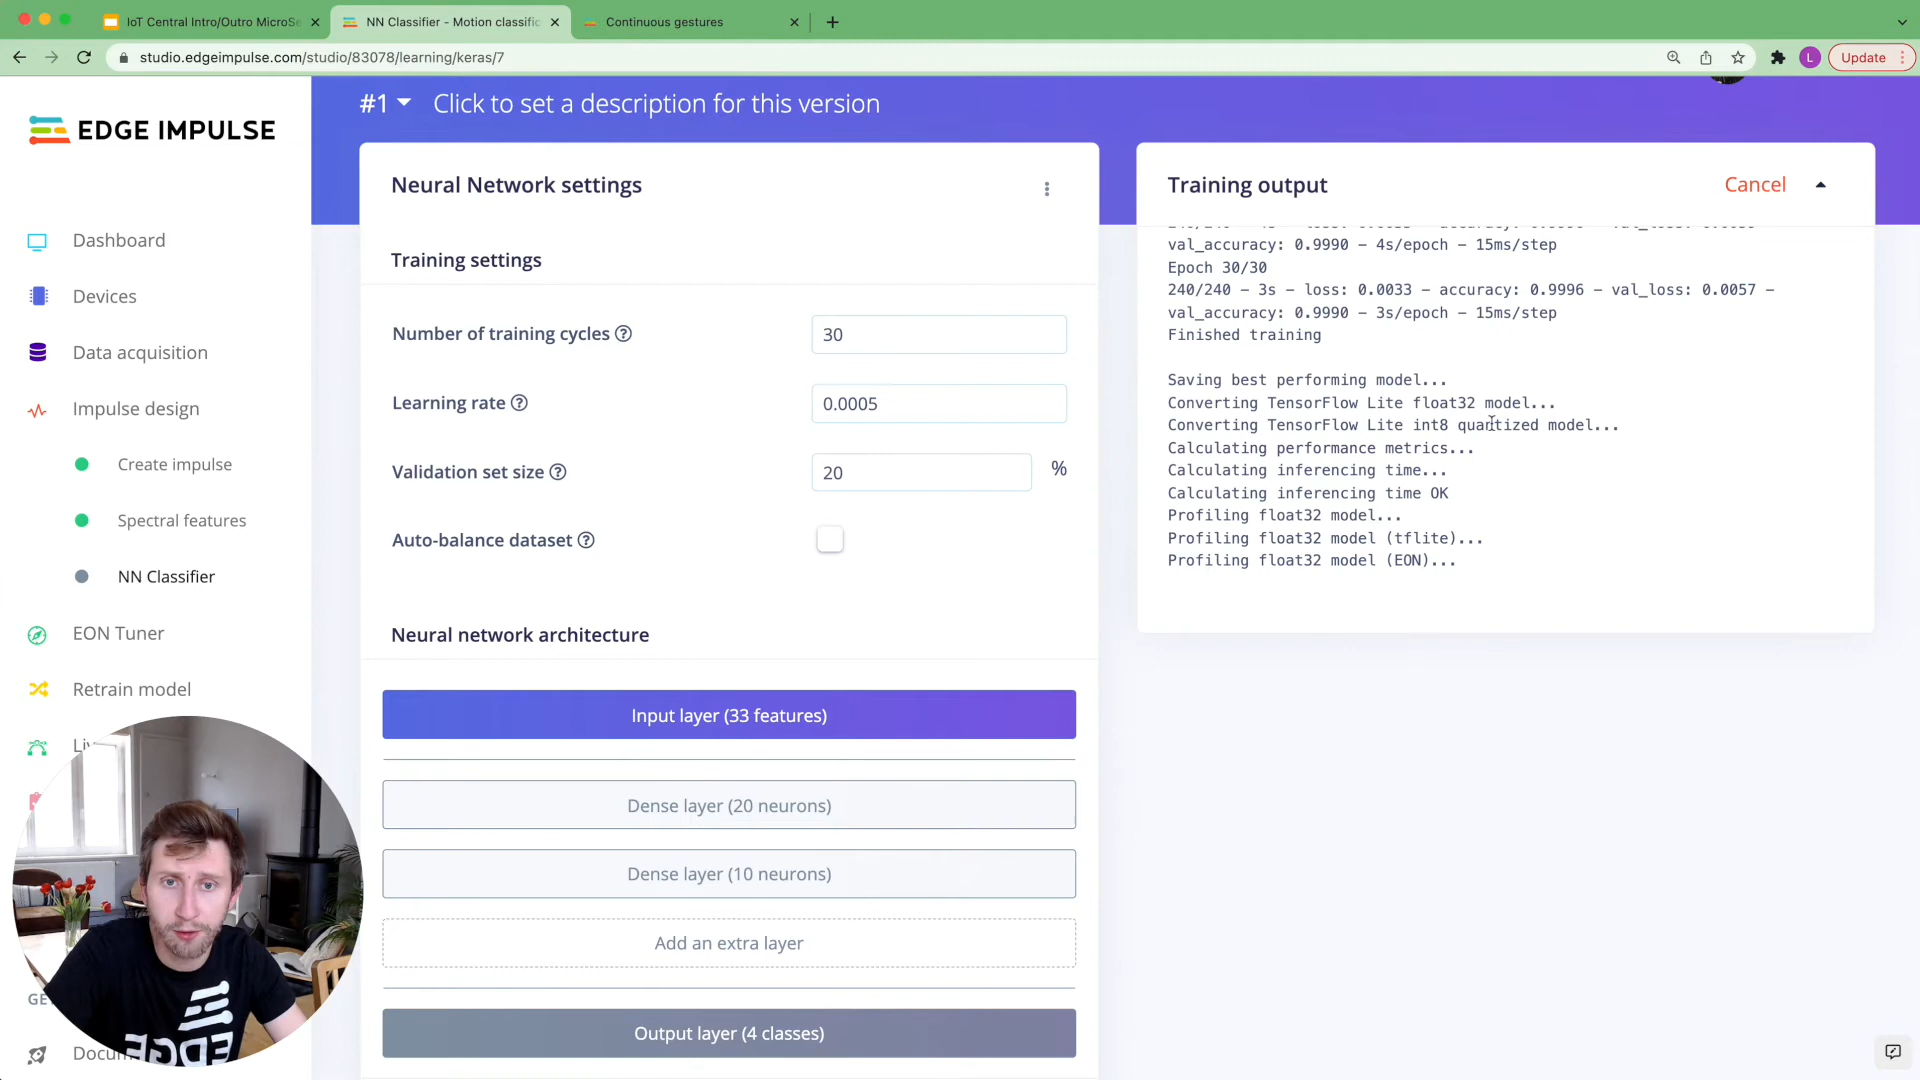 IoT Central Intro/Outro MicroSe
NN Classifier - Motion classific
Continuous gestures
studio.edgeimpulse.com/studio/83078/learning/keras/7
L
Update
#1 Click to set a description for this version
EDGE IMPULSE
Dashboard
Devices
Data acquisition
Impulse design
Create impulse
Spectral features
NN Classifier
EON Tuner
Retrain model
Neural Network settings
Training settings
Number of training cycles
30
Learning rate
0.0005
Validation set size
20
%
Auto-balance dataset
Neural network architecture
Input layer (33 features)
Dense layer (20 neurons)
Dense layer (10 neurons)
Add an extra layer
Output layer (4 classes)
Training output
Cancel
val_accuracy: 0.9990 - 4s/epoch - 15ms/step
Epoch 30/30
240/240 - 3s - loss: 0.0033 - accuracy: 0.9996 - val_loss: 0.0057 -
val_accuracy: 0.9990 - 3s/epoch - 15ms/step
Finished training
Saving best performing model...
Converting TensorFlow Lite float32 model...
Converting TensorFlow Lite int8 quantized model...
Calculating performance metrics...
Calculating inferencing time...
Calculating inferencing time OK
Profiling float32 model...
Profiling float32 model (tflite)...
Profiling float32 model (EON)...
GE
Docum
EDGE